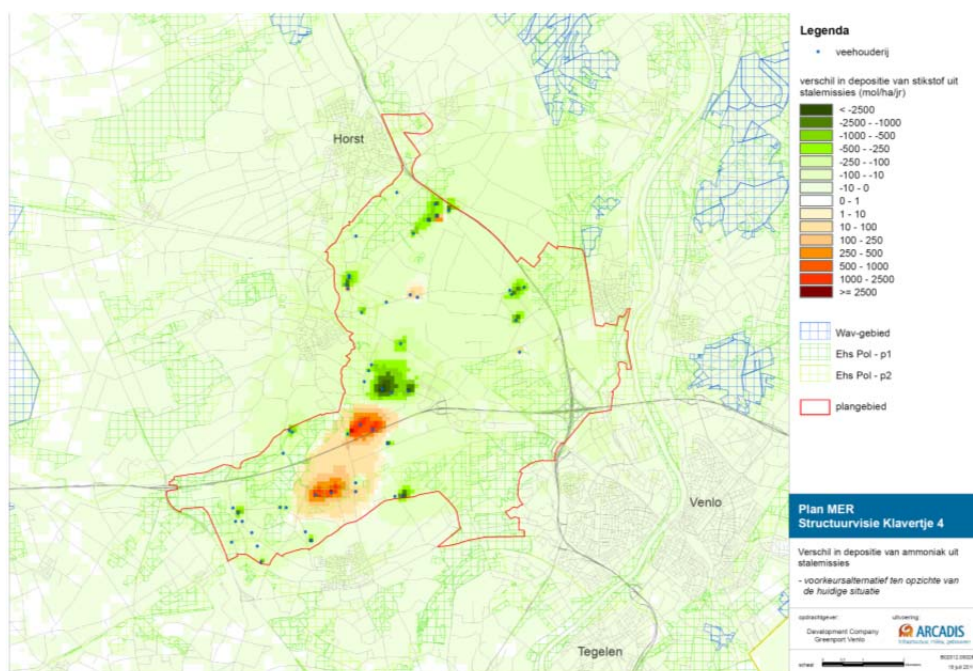 Horst
Venlo
Tegelen
Legenda
veehouderij
verschil in depositie van stikstof uit
stalemissies (mol/ha/jr)
< -2500
-2500 - -1000
-1000 - -500
-500 - -250
-250 - -100
-100 - -10
-10 - 0
0 - 1
1 - 10
10 - 100
100 - 250
250 - 500
500 - 1000
1000 - 2500
>= 2500
Wav-gebied
Ehs Pol - p1
Ehs Pol - p2
plangebied
Plan MER
Structuurvisie Klavertje 4
Verschil in depositie van ammoniak uit
stalemissies
- voorkeursalternatief ten opzichte van
de huidige situatie
opdrachtgever:
uitvoering:
Development Company
Greenport Venlo
ARCADIS
schaal